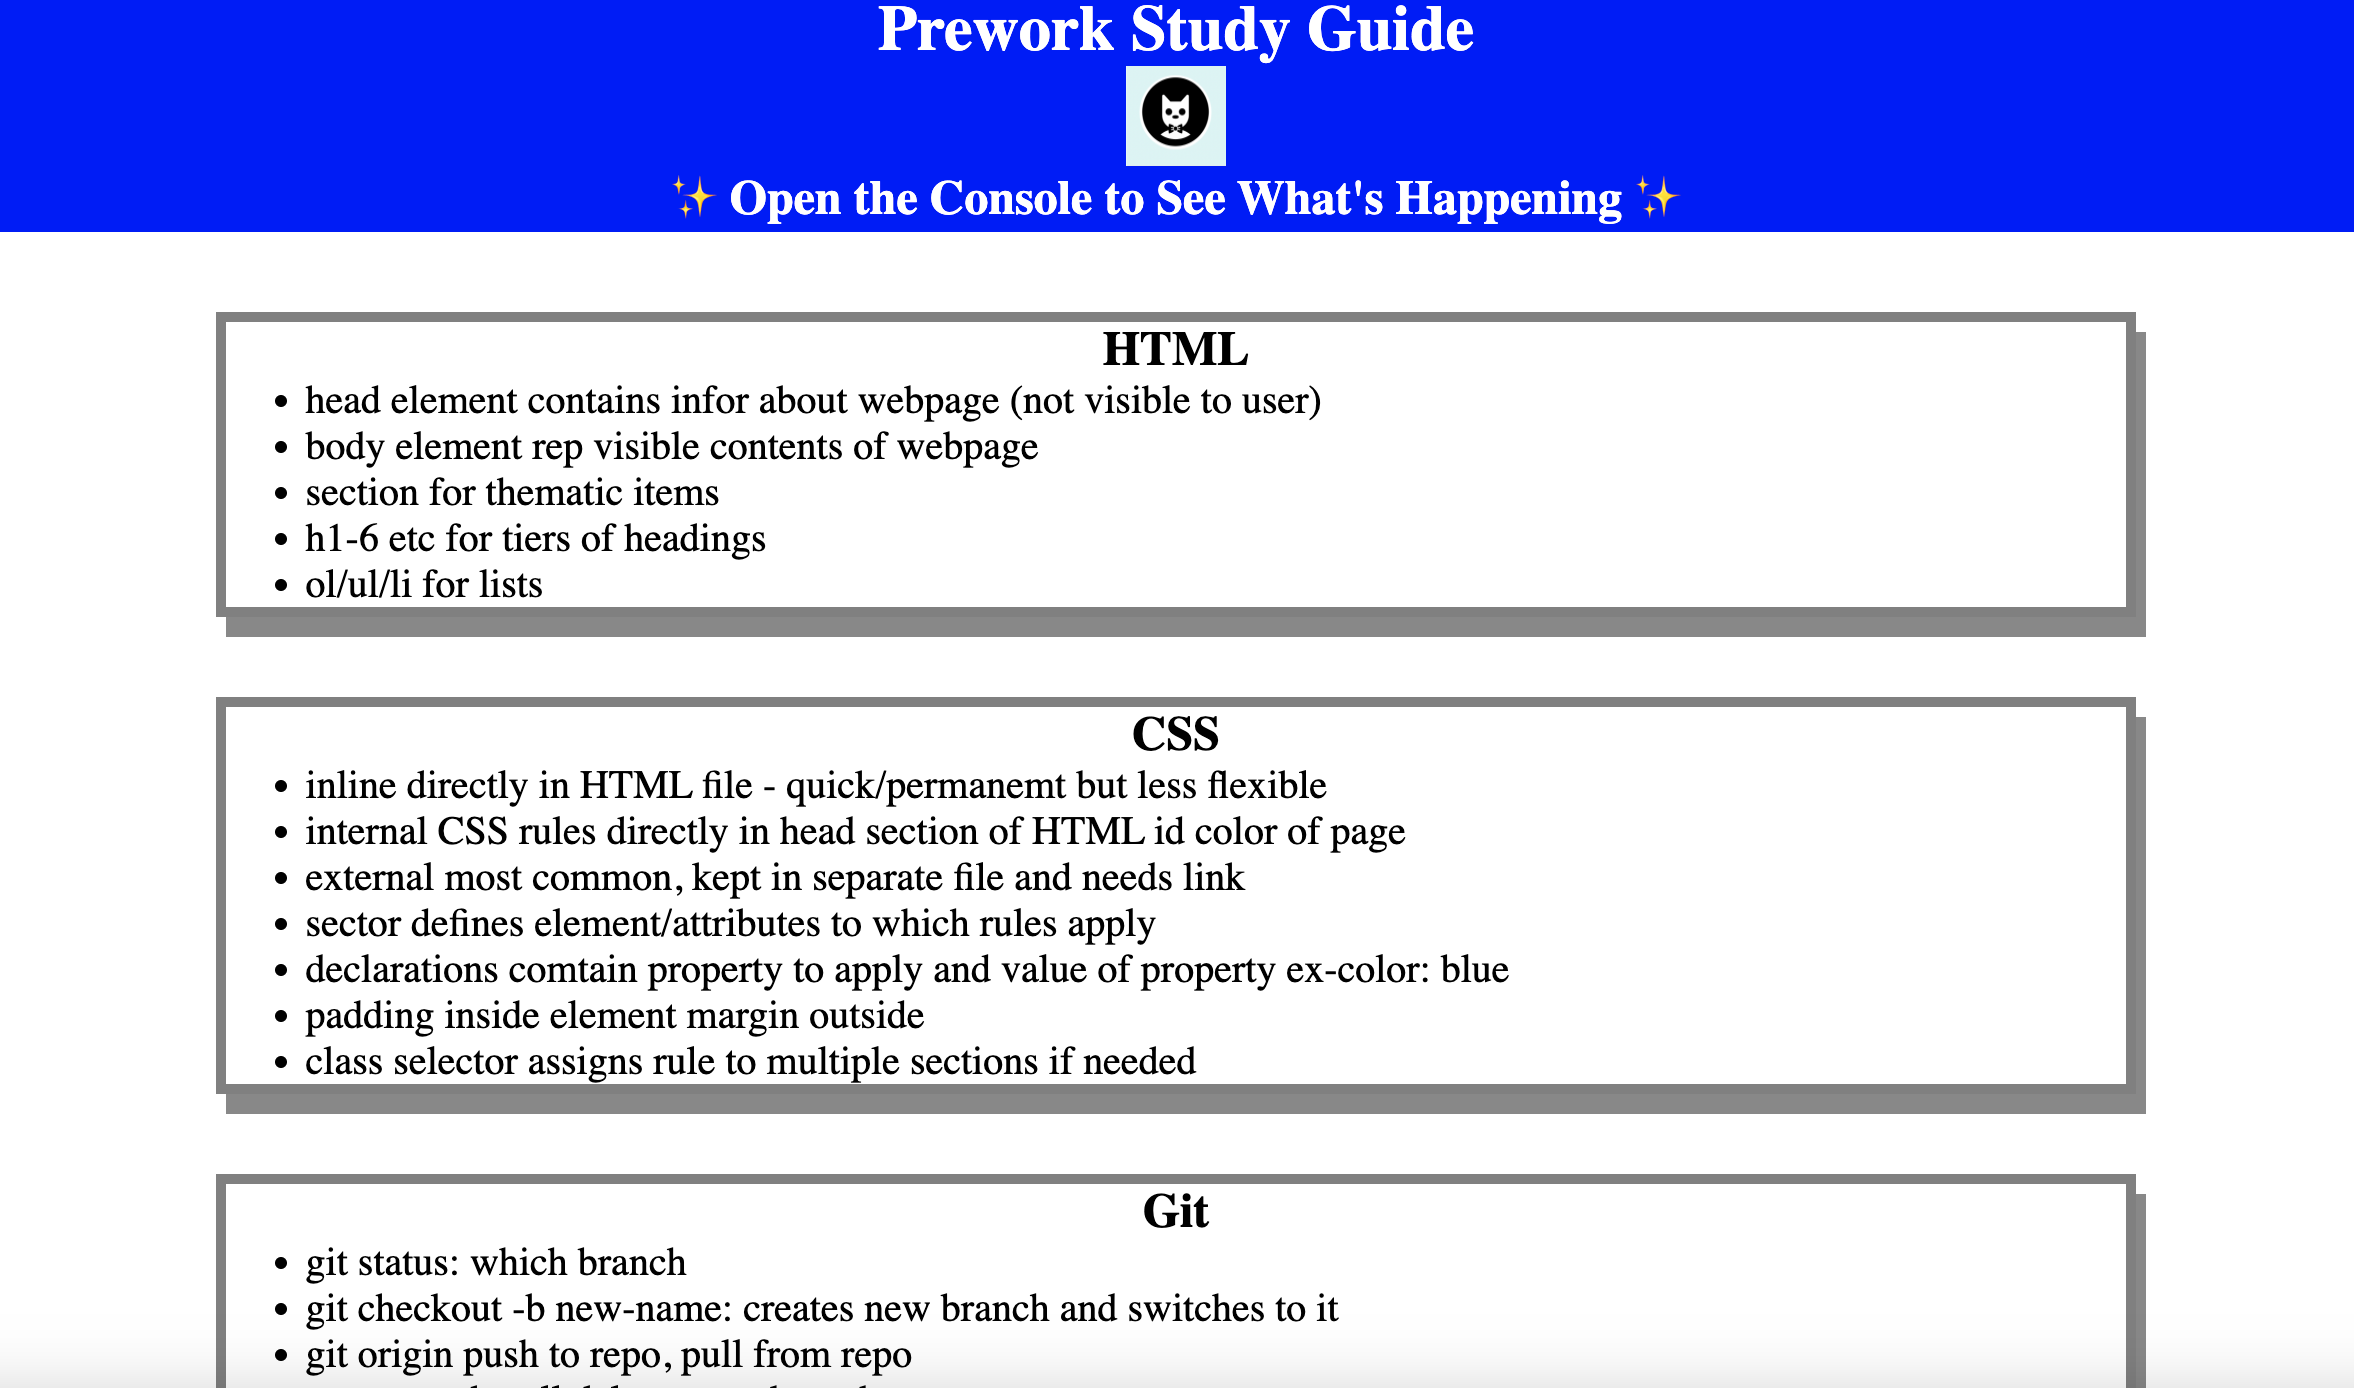 Prework Study Guide
✨ Open the Console to See What's Happening ✨
HTML
• head element contains infor about webpage (not visible to user)
• body element rep visible contents of webpage
• section for thematic items
• h1-6 etc for tiers of headings
• ol/ul/li for lists
CSS
• inline directly in HTML file - quick/permanemt but less flexible
• internal CSS rules directly in head section of HTML id color of page
• external most common, kept in separate file and needs link
• sector defines element/attributes to which rules apply
• declarations comtain property to apply and value of property ex-color: blue
• padding inside element margin outside
• class selector assigns rule to multiple sections if needed
Git
• git status: which branch
• git checkout -b new-name: creates new branch and switches to it
• git origin push to repo, pull from repo